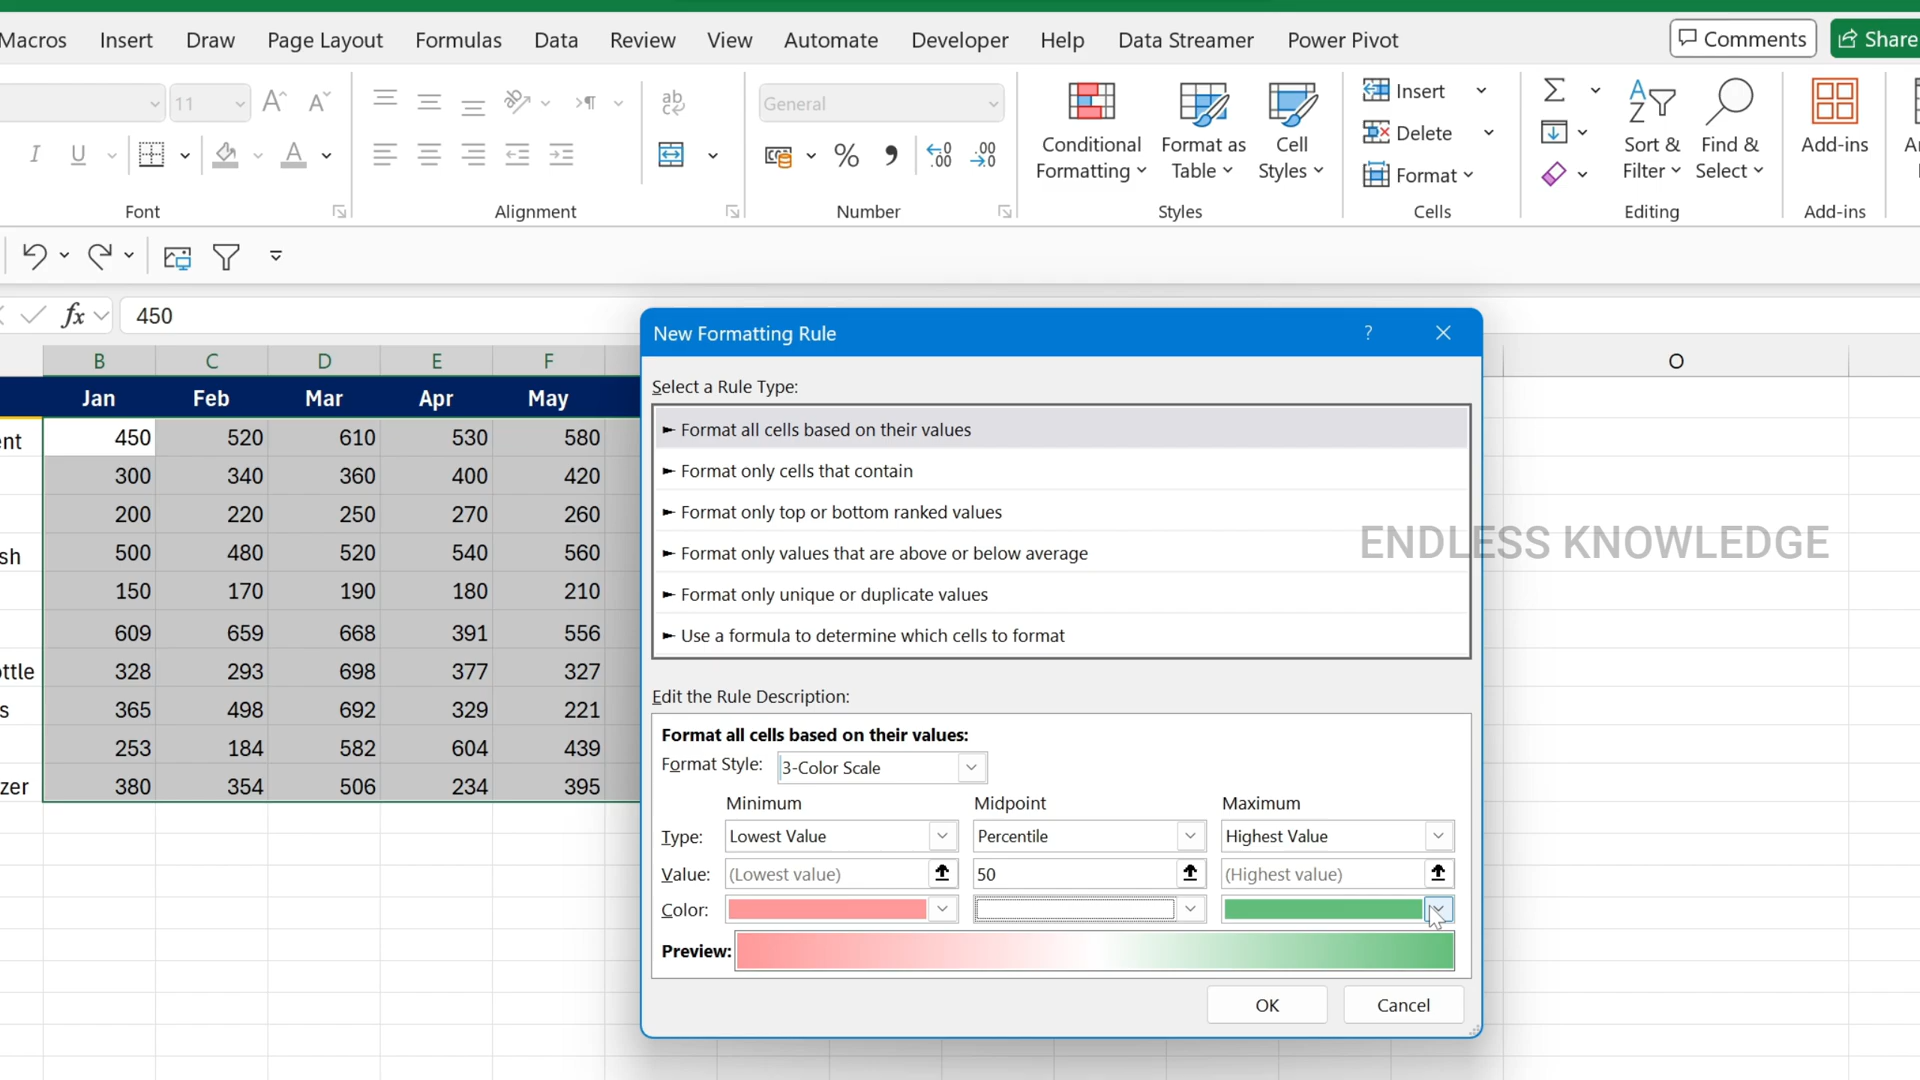 Macros Insert Draw Page Layout Formulas Data Review View Automate Developer Help Data Streamer Power Pivot Comments Share
11 ab General Insert
Conditional Formatting Format as Table Cell Styles Delete Sort & Filter Find & Select Add-ins
I U % , .00 Format
Font Alignment Number Styles Cells Editing Add-ins
fx 450
B C D E F O
Jan Feb Mar Apr May
ent 450 520 610 530 580
300 340 360 400 420
200 220 250 270 260
sh 500 480 520 540 560
150 170 190 180 210
609 659 668 391 556
ottle 328 293 698 377 327
s 365 498 692 329 221
253 184 582 604 439
zer 380 354 506 234 395
New Formatting Rule ?
Select a Rule Type:
► Format all cells based on their values
► Format only cells that contain
► Format only top or bottom ranked values
► Format only values that are above or below average
► Format only unique or duplicate values
► Use a formula to determine which cells to format
ENDLESS KNOWLEDGE
Edit the Rule Description:
Format all cells based on their values:
Format Style: 3-Color Scale
Minimum Midpoint Maximum
Type: Lowest Value Percentile Highest Value
Value: (Lowest value) 50 (Highest value)
Color:
Preview:
OK Cancel